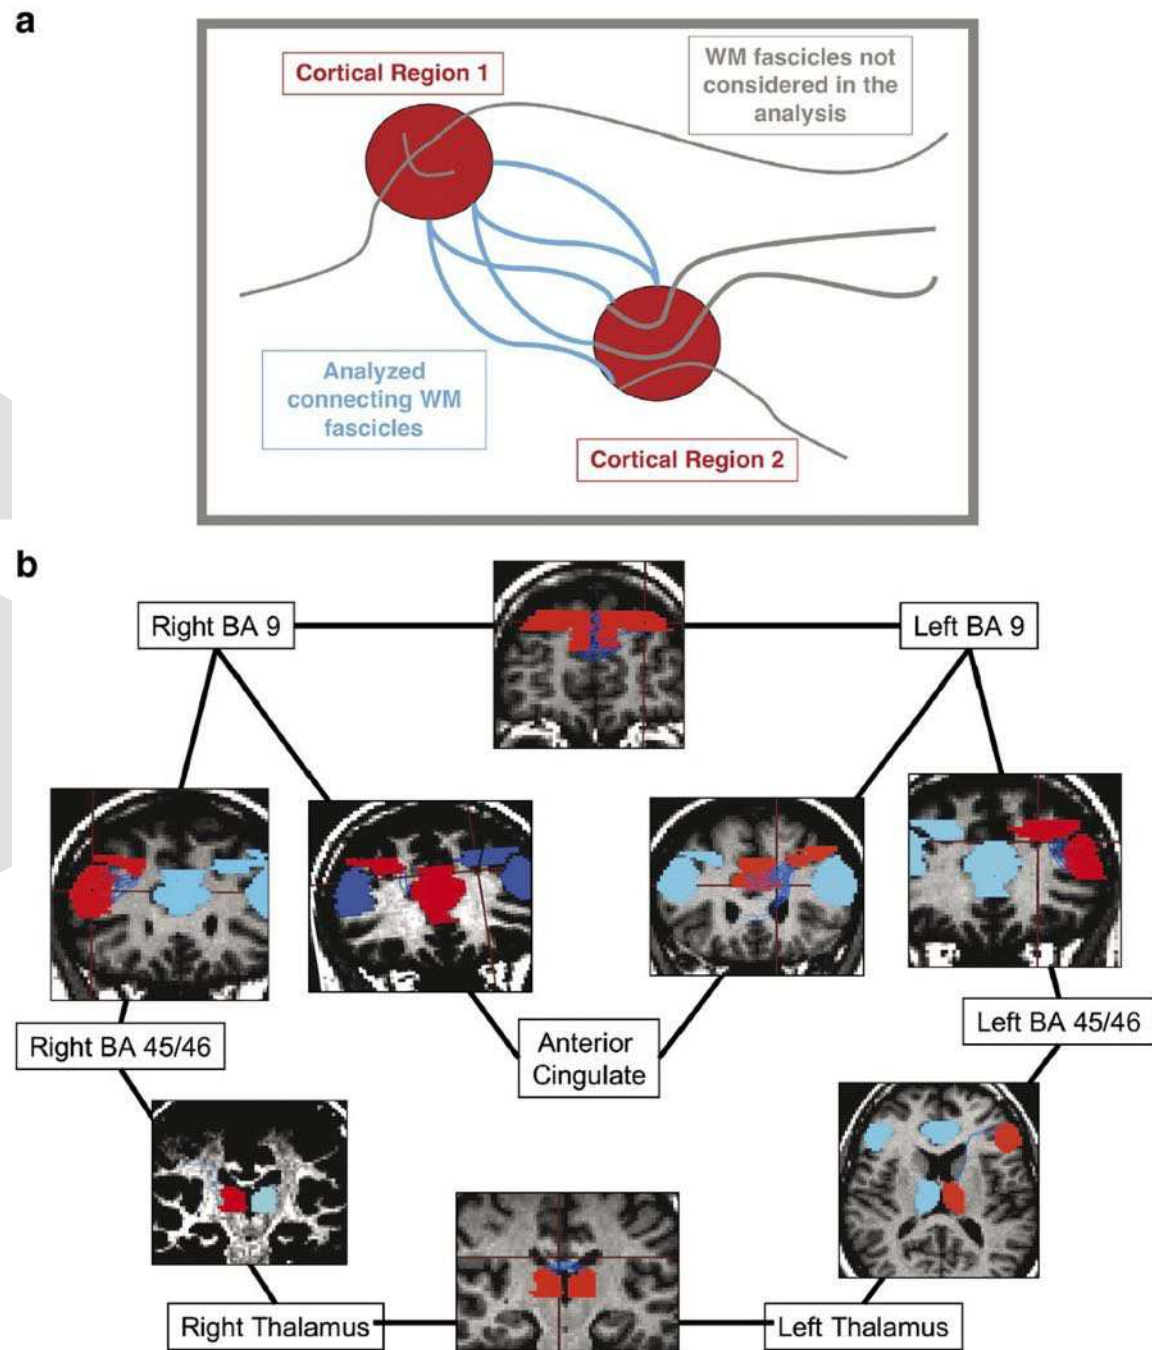 a
Cortical Region 1
WM fascicles not
considered in the
analysis
Analyzed
connecting WM
fascicles
Cortical Region 2
b
Right BA 9
Left BA 9
Right BA 45/46
Anterior
Cingulate
Left BA 45/46
Right Thalamus
Left Thalamus